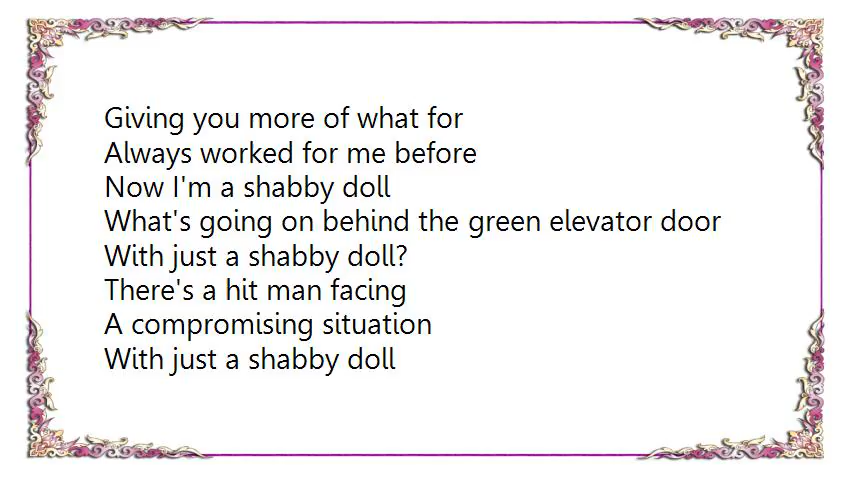 Giving you more of what for
Always worked for me before
Now I'm a shabby doll
What's going on behind the green elevator door
With just a shabby doll?
There's a hit man facing
A compromising situation
With just a shabby doll